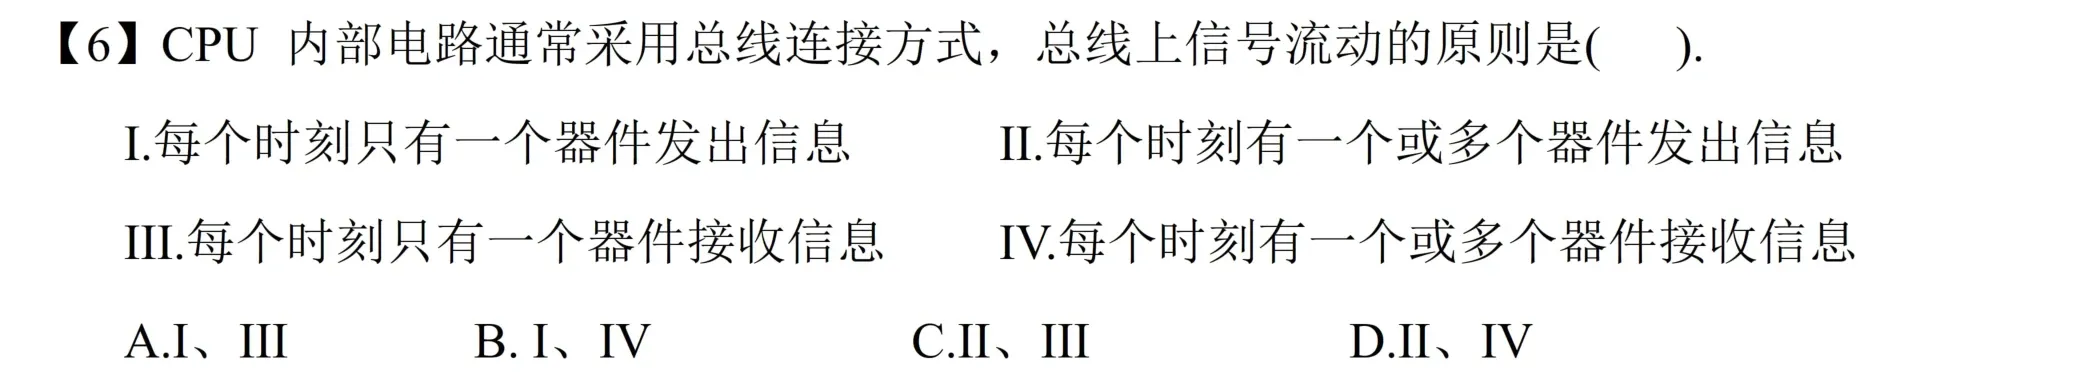 【6】CPU 内部电路通常采用总线连接方式，总线上信号流动的原则是(    ).
I.每个时刻只有一个器件发出信息    II.每个时刻有一个或多个器件发出信息
III.每个时刻只有一个器件接收信息    IV.每个时刻有一个或多个器件接收信息
A.I、III    B. I、IV    C.II、III    D.II、IV